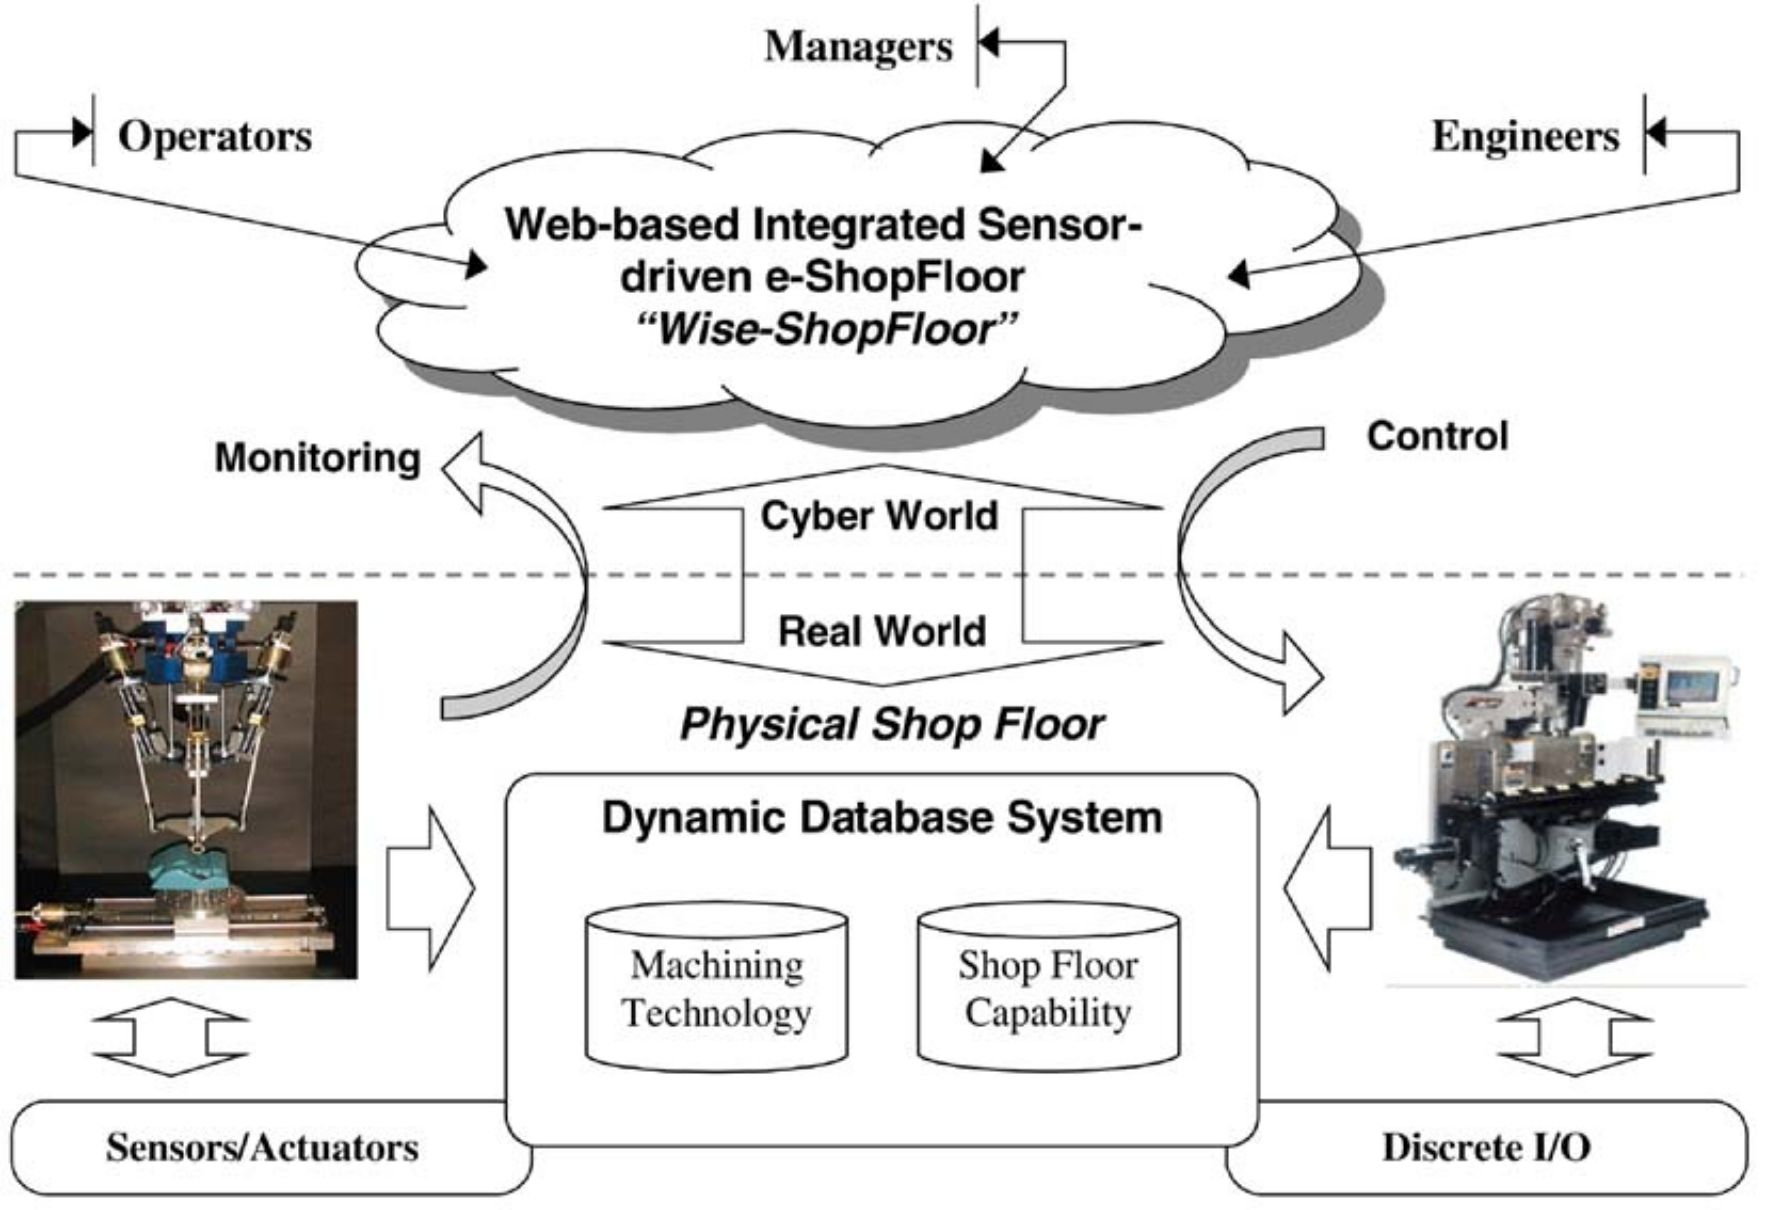 Managers
Operators
Engineers
Web-based Integrated Sensor-
driven e-ShopFloor
“Wise-ShopFloor”
Monitoring
Control
Cyber World
Real World
Physical Shop Floor
Dynamic Database System
Machining
Technology
Shop Floor
Capability
Sensors/Actuators
Discrete I/O